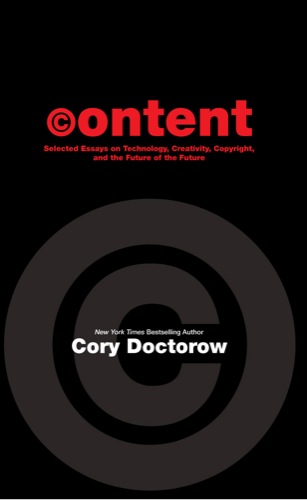 ©ontent
Selected Essays on Technology, Creativity, Copyright,
and the Future of the Future
©
New York Times Bestselling Author
Cory Doctorow